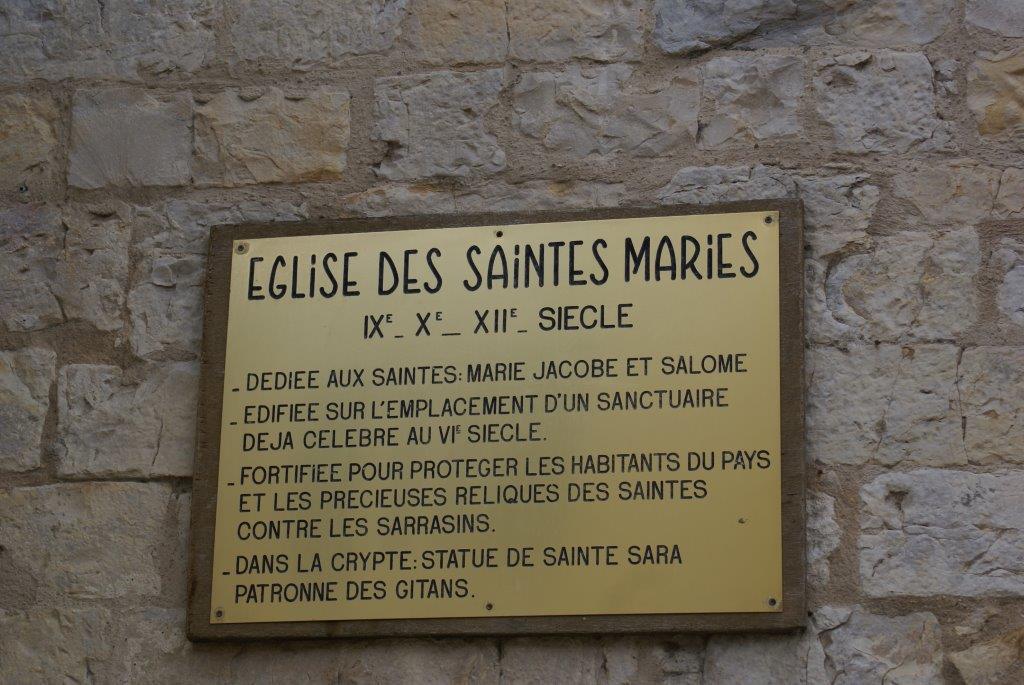 EGLiSE DES SAiNTES MARiES
IXᴱ_ Xᴱ_ XIIᴱ_ SIECLE
_ DEDIEE AUX SAINTES: MARIE JACOBE ET SALOME
_ EDIFIEE SUR L'EMPLACEMENT D'UN SANCTUAIRE
DEJA CELEBRE AU VIᴱ SIECLE.
_ FORTIFIEE POUR PROTEGER LES HABITANTS DU PAYS
ET LES PRECIEUSES RELIQUES DES SAINTES
CONTRE LES SARRASINS.
_ DANS LA CRYPTE: STATUE DE SAINTE SARA
PATRONNE DES GITANS.